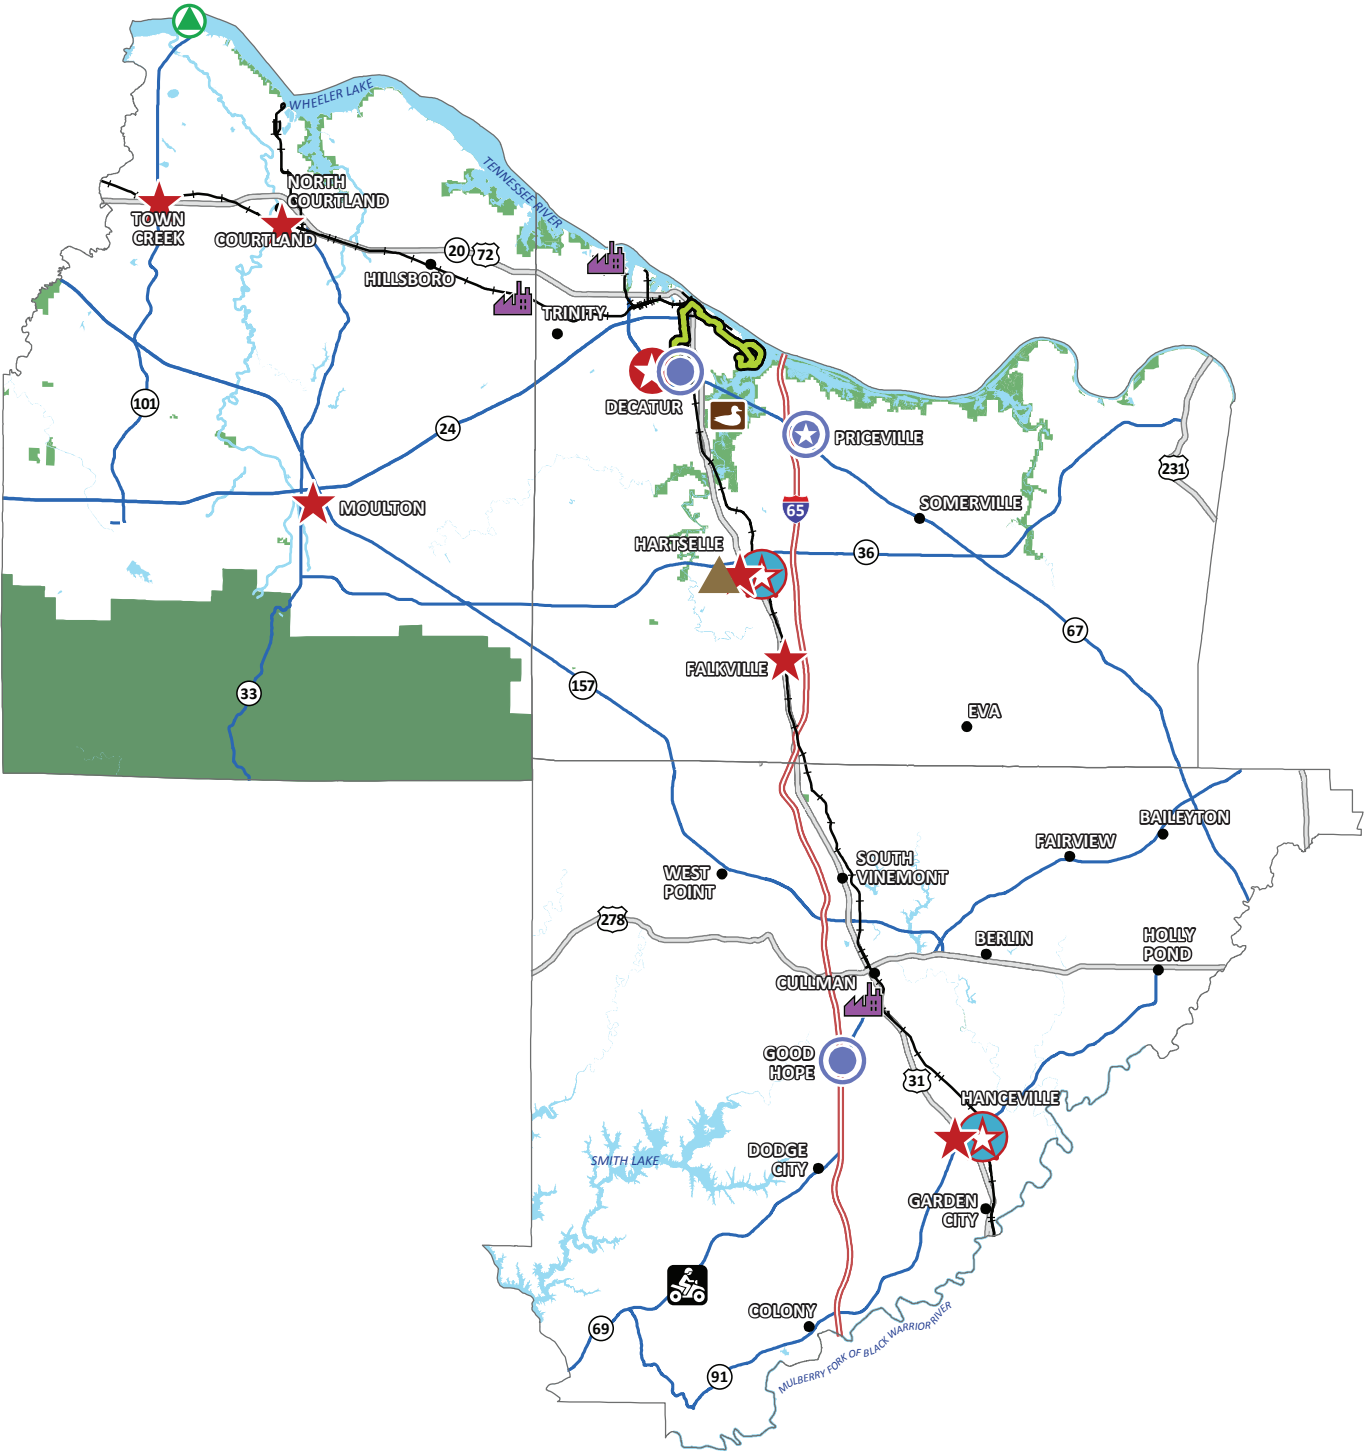 WHEELER LAKE
TENNESSEE RIVER
NORTH
COURTLAND
TOWN
CREEK
COURTLAND
20
72
HILLSBORO
TRINITY
DECATUR
101
24
PRICEVILLE
231
MOULTON
SOMERVILLE
65
HARTSELLE
36
67
FALKVILLE
157
33
EVA
BAILEYTON
FAIRVIEW
SOUTH
VINEMONT
WEST
POINT
278
BERLIN
HOLLY
POND
CULLMAN
GOOD
HOPE
31
HANCEVILLE
DODGE
CITY
SMITH LAKE
GARDEN
CITY
COLONY
69
91
MULBERRY FORK OF BLACK WARRIOR RIVER